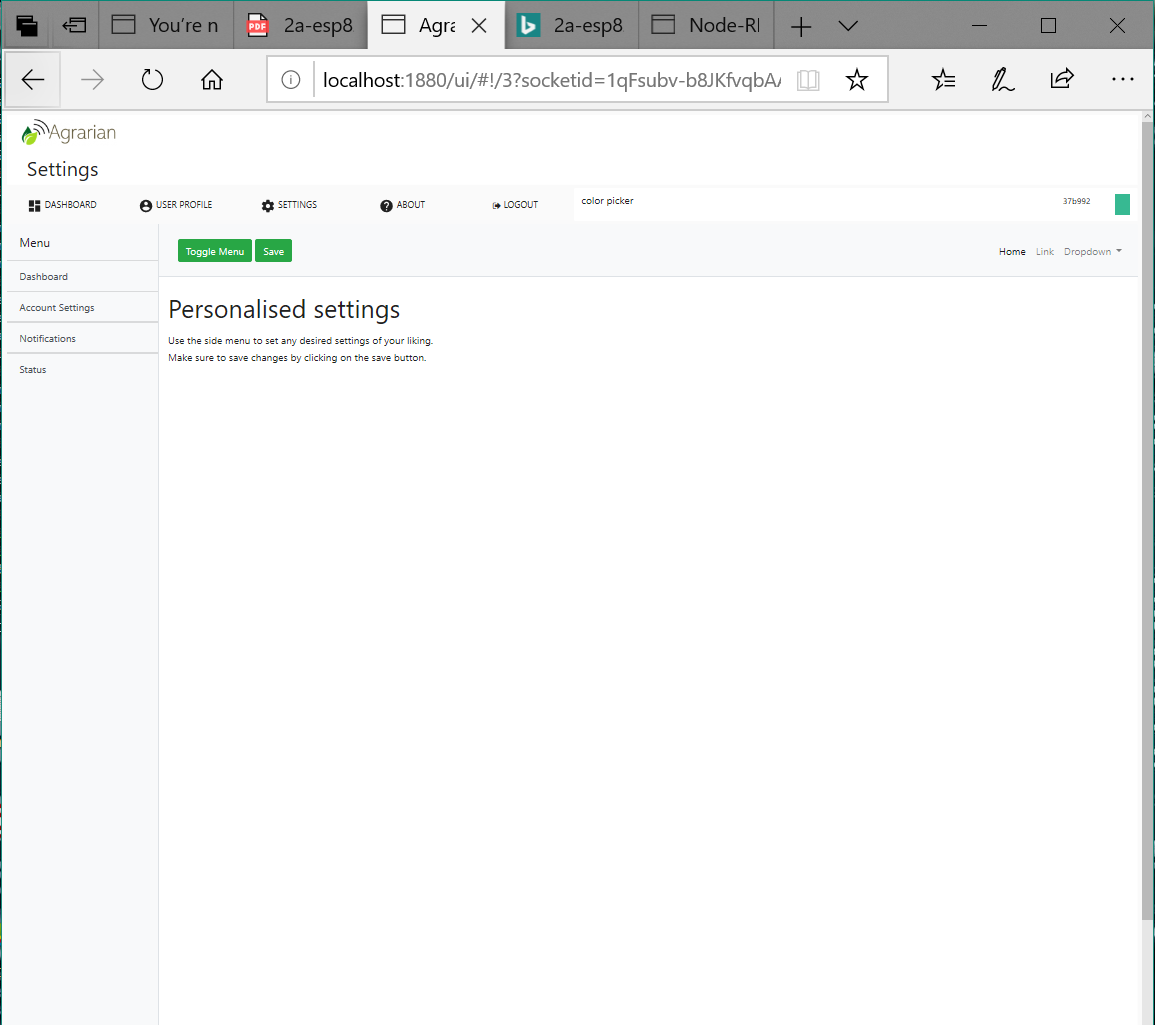 You're n
PDF
2a-esp8
Agra
2a-esp8
Node-RI
localhost:1880/ui/#!/3?socketid=1qFsubv-b8JKfvqbA
Agrarian
Settings
DASHBOARD USER PROFILE SETTINGS ABOUT LOGOUT color picker 37b992
Menu
Toggle Menu Save Home Link Dropdown
Dashboard
Account Settings
Notifications
Status
Personalised settings
Use the side menu to set any desired settings of your liking.
Make sure to save changes by clicking on the save button.